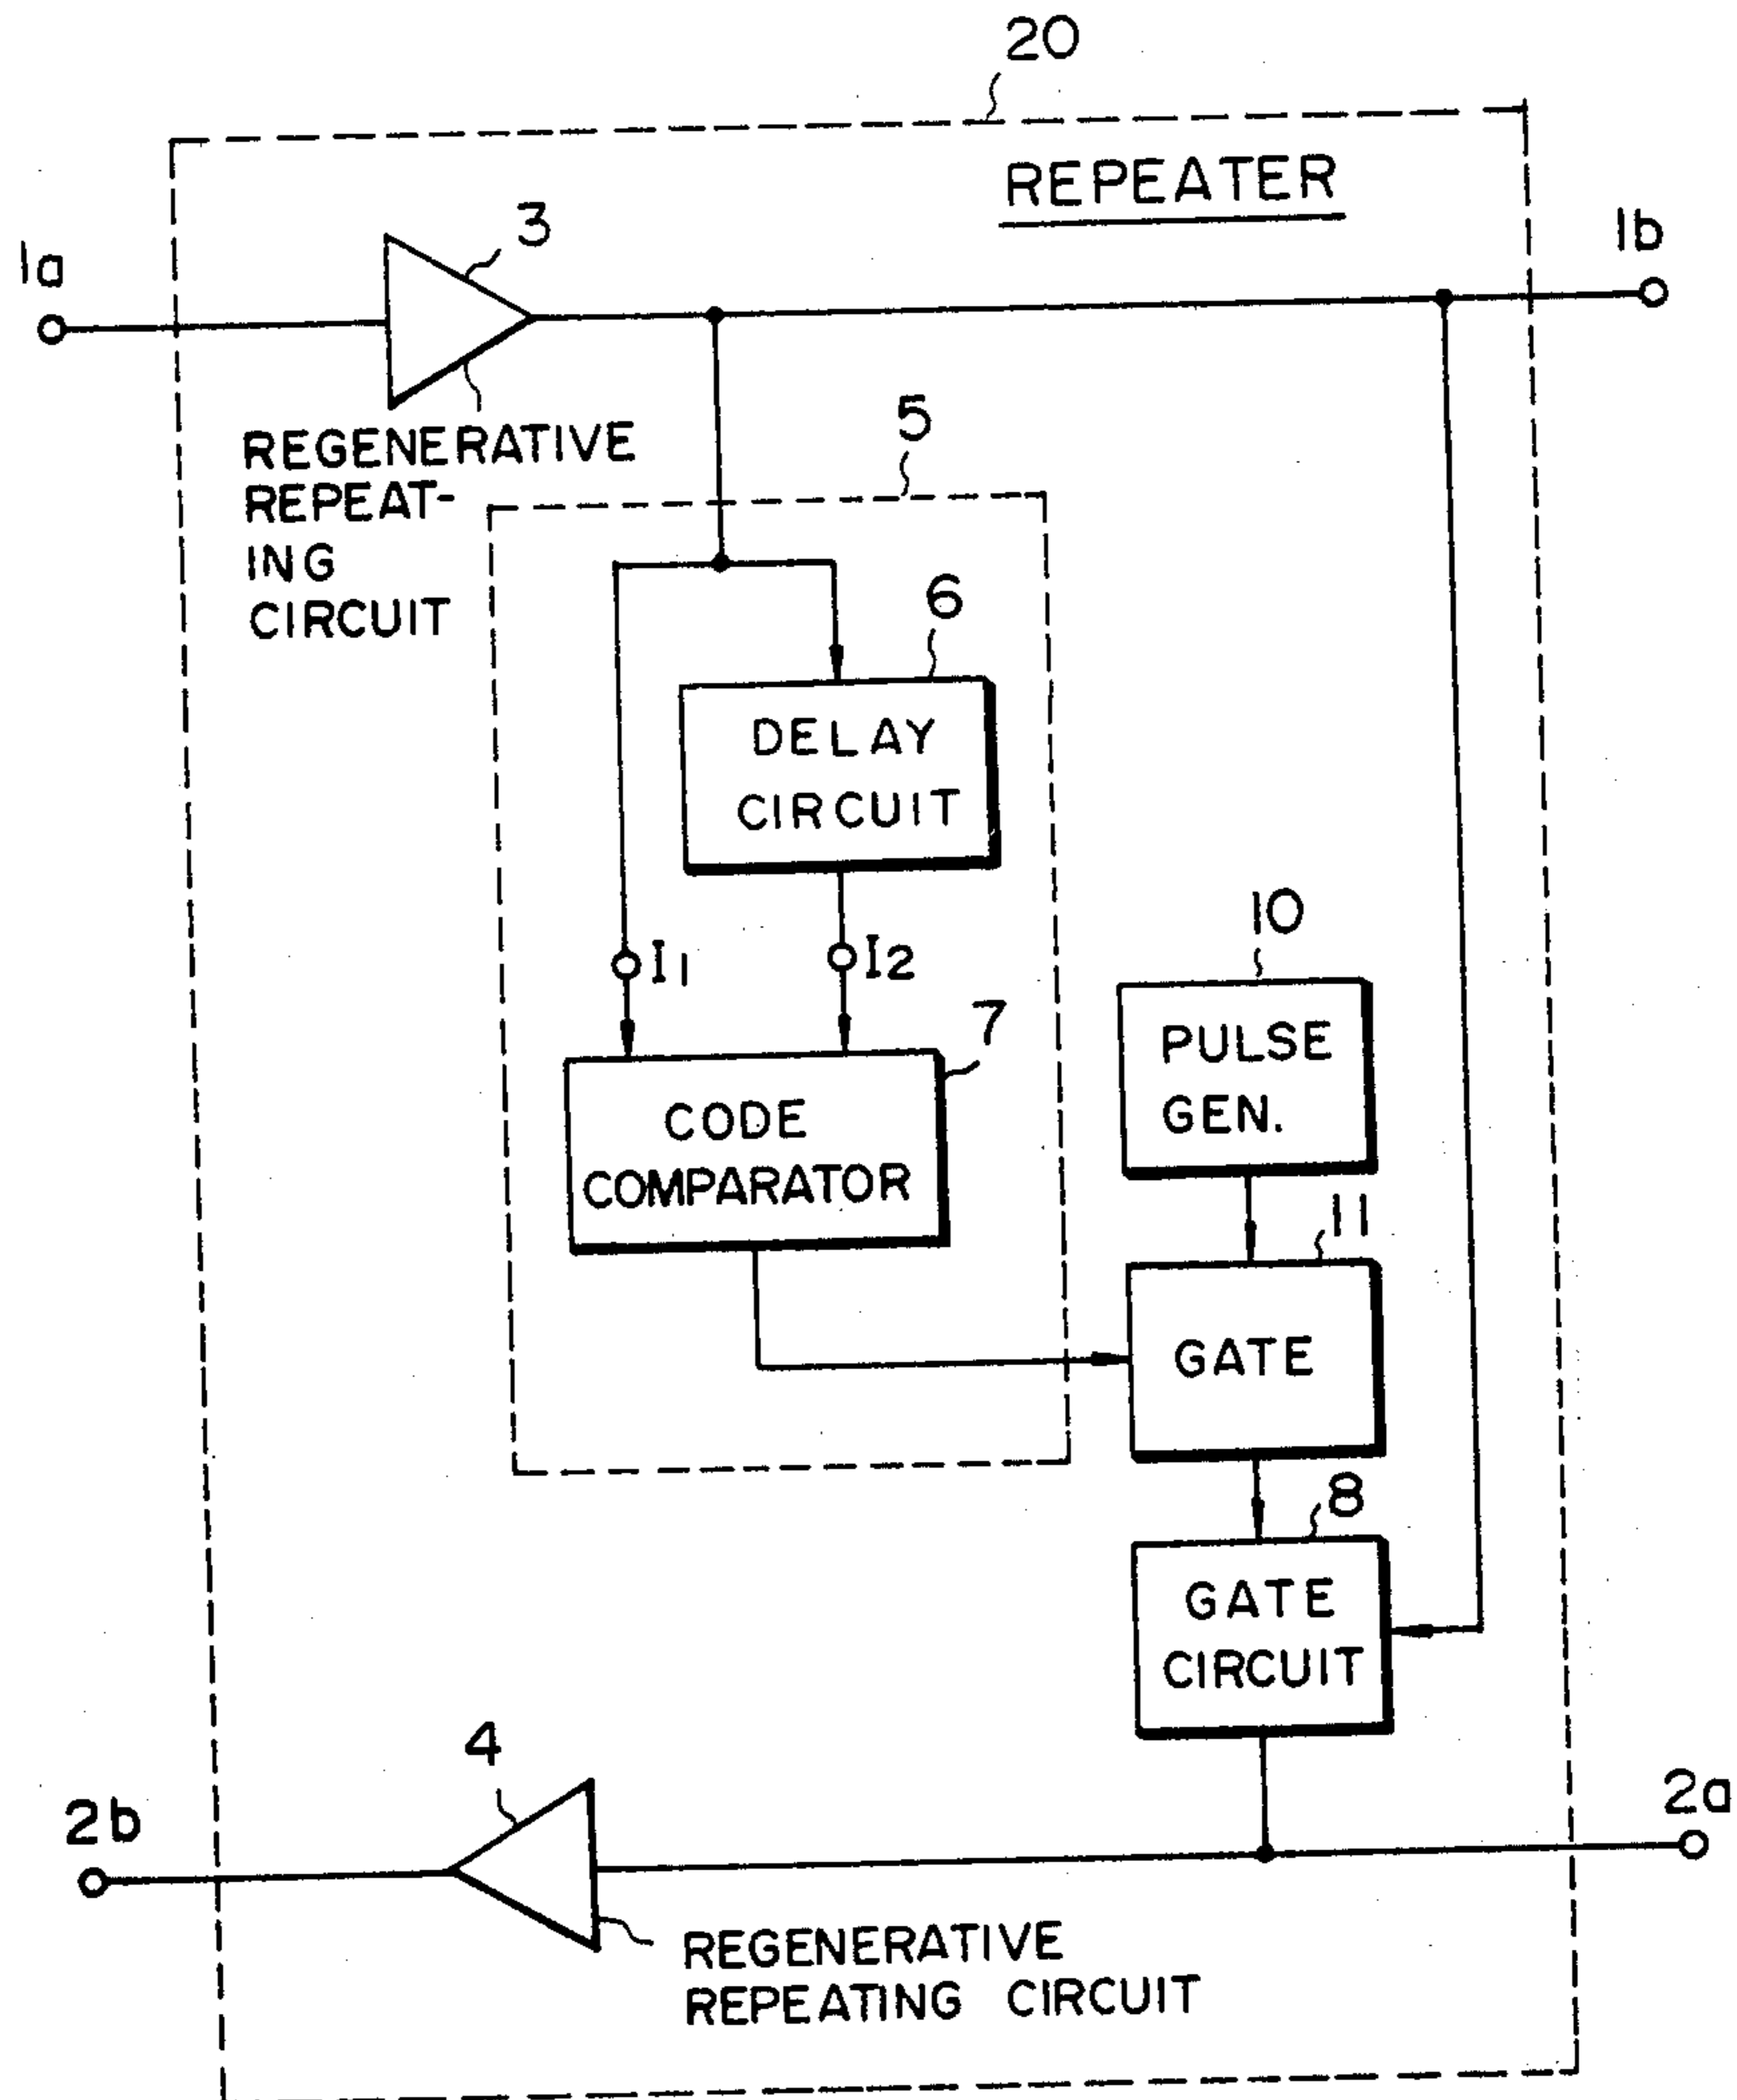 20
REPEATER
3
1a
1b
REGENERATIVE
REPEAT-
ING
CIRCUIT
5
6
DELAY
CIRCUIT
I1
I2
7
CODE
COMPARATOR
10
PULSE
GEN.
11
GATE
8
GATE
CIRCUIT
4
2b
2a
REGENERATIVE
REPEATING CIRCUIT